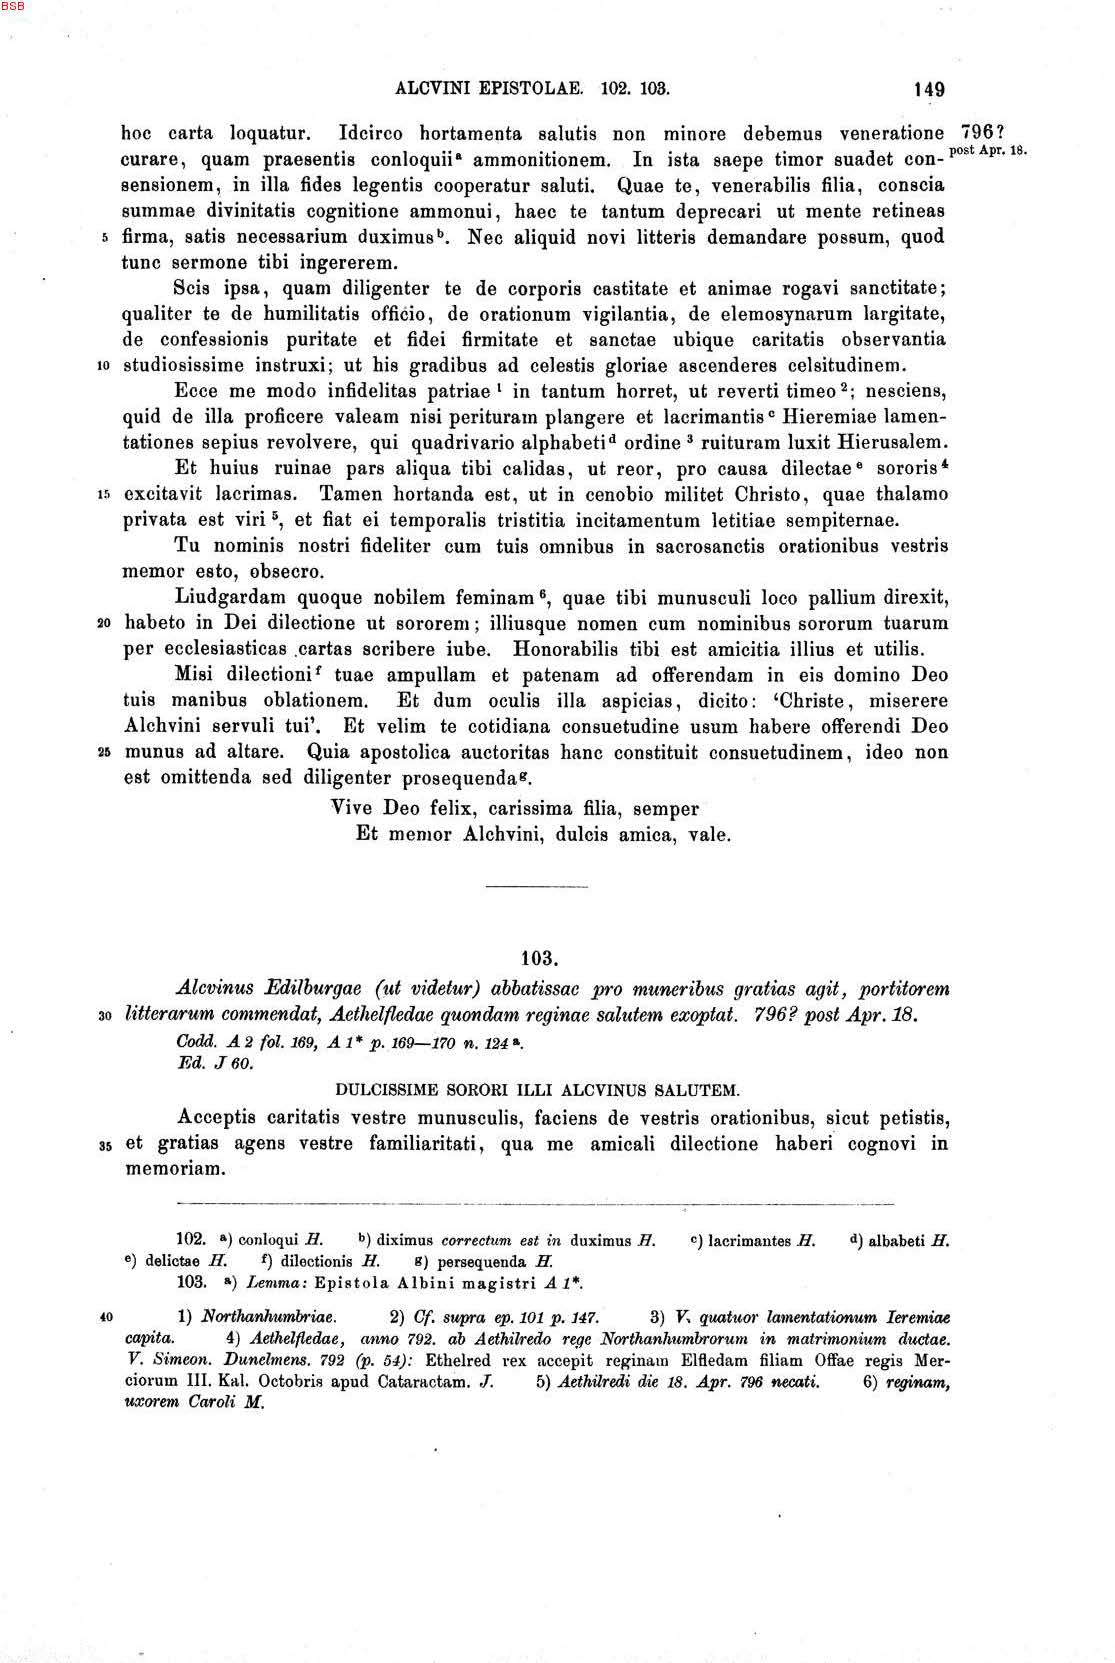 BSB
ALCVINI EPISTOLAE. 102. 103. 149
hoc carta loquatur. Idcirco hortamenta salutis non minore debemus veneratione 796?
curare, quam praesentis conloquii a ammonitionem. In ista saepe timor suadet con- post Apr. 18.
sensionem, in illa fides legentis cooperatur saluti. Quae te, venerabilis filia, conscia
summae divinitatis cognitione ammonui, haec te tantum deprecari ut mente retineas
5 firma, satis necessarium duximus b. Nec aliquid novi litteris demandare possum, quod
tunc sermone tibi ingererem.
Scis ipsa, quam diligenter te de corporis castitate et animae rogavi sanctitate;
qualiter te de humilitatis officio, de orationum vigilantia, de elemosynarum largitate,
de confessionis puritate et fidei firmitate et sanctae ubique caritatis observantia
10 studiosissime instruxi; ut his gradibus ad celestis gloriae ascenderes celsitudinem.
Ecce me modo infidelitas patriae 1 in tantum horret, ut reverti timeo 2; nesciens,
quid de illa proficere valeam nisi perituram plangere et lacrimantis c Hieremiae lamen-
tationes sepius revolvere, qui quadrivario alphabeti d ordine 3 ruituram luxit Hierusalem.
Et huius ruinae pars aliqua tibi calidas, ut reor, pro causa dilectae e sororis 4
15 excitavit lacrimas. Tamen hortanda est, ut in cenobio militet Christo, quae thalamo
privata est viri 5, et fiat ei temporalis tristitia incitamentum letitiae sempiternae.
Tu nominis nostri fideliter cum tuis omnibus in sacrosanctis orationibus vestris
memor esto, obsecro.
Liudgardam quoque nobilem feminam 6, quae tibi munusculi loco pallium direxit,
20 habeto in Dei dilectione ut sororem; illiusque nomen cum nominibus sororum tuarum
per ecclesiasticas cartas scribere iube. Honorabilis tibi est amicitia illius et utilis.
Misi dilectioni f tuae ampullam et patenam ad offerendam in eis domino Deo
tuis manibus oblationem. Et dum oculis illa aspicias, dicito: ‘Christe, miserere
Alchvini servuli tui’. Et velim te cotidiana consuetudine usum habere offerendi Deo
25 munus ad altare. Quia apostolica auctoritas hanc constituit consuetudinem, ideo non
est omittenda sed diligenter prosequenda g.
Vive Deo felix, carissima filia, semper
Et memor Alchvini, dulcis amica, vale.
103.
Alcvinus Edilburgae (ut videtur) abbatissae pro muneribus gratias agit, portitorem
30 litterarum commendat, Aethelfledae quondam reginae salutem exoptat. 796? post Apr. 18.
Codd. A 2 fol. 169, A 1* p. 169—170 n. 124 a.
Ed. J 60.
DULCISSIME SORORI ILLI ALCVINUS SALUTEM.
Acceptis caritatis vestre munusculis, faciens de vestris orationibus, sicut petistis,
35 et gratias agens vestre familiaritati, qua me amicali dilectione haberi cognovi in
memoriam.
102. a) conloqui H. b) diximus correctum est in duximus H. c) lacrimantes H. d) albabeti H.
e) delictae H. f) dilectionis H. g) persequenda H.
103. a) Lemma: Epistola Albini magistri A 1*.
40 1) Northanhumbriae. 2) Cf. supra ep. 101 p. 147. 3) V. quatuor lamentationum Ieremiae
capita. 4) Aethelfledae, anno 792. ab Aethilredo rege Northanhumbrorum in matrimonium ductae.
V. Simeon. Dunelmens. 792 (p. 54): Ethelred rex accepit reginam Elfledam filiam Offae regis Mer-
ciorum III. Kal. Octobris apud Cataractam. J. 5) Aethilredi die 18. Apr. 796 necati. 6) reginam,
uxorem Caroli M.